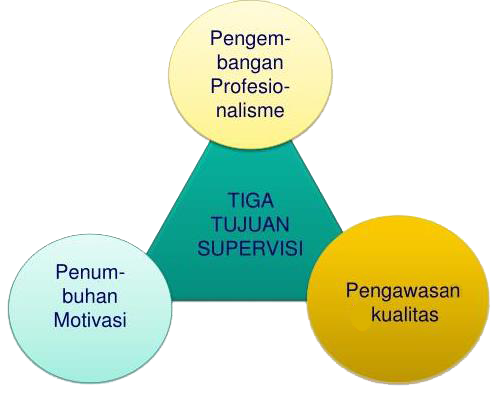 Pengem-
bangan
Profesio-
nalisme
TIGA
TUJUAN
SUPERVISI
Penum-
buhan
Motivasi
Pengawasan
kualitas